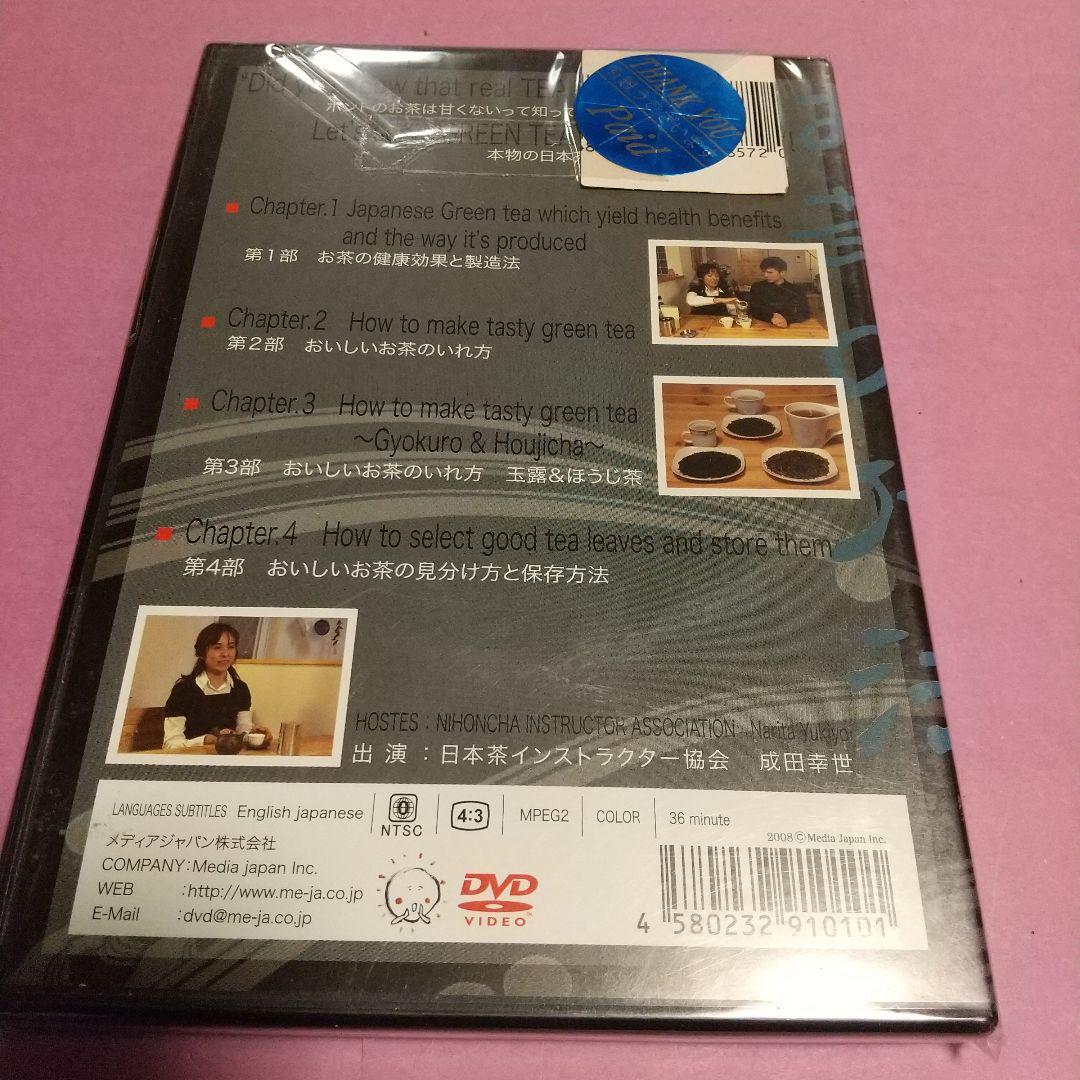 "Did you know that real TEA
ホントのお茶は甘くないって知って
Let's GREEN TEA
本物の日本
THANK YOU
Paid
Chapter.1 Japanese Green tea which yield health benefits
and the way it's produced
第1部 お茶の健康効果と製造法
Chapter.2 How to make tasty green tea
第2部 おいしいお茶のいれ方
Chapter.3 How to make tasty green tea
～Gyokuro & Houjicha～
第3部 おいしいお茶のいれ方 玉露&ほうじ茶
Chapter.4 How to select good tea leaves and store them
第4部 おいしいお茶の見分け方と保存方法
HOSTES : NIHONCHA INSTRUCTOR ASSOCIATION Narita Yukiyo
出演：日本茶インストラクター協会 成田幸世
LANGUAGES SUBTITLES English japanese
NTSC
4:3
MPEG2
COLOR
36 minute
2008©Media Japan Inc.
メディアジャパン株式会社
COMPANY:Media japan Inc.
WEB :http://www.me-ja.co.jp
E-Mail :dvd@me-ja.co.jp
DVD
VIDEO
4 580232 910101